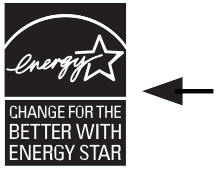 energy
CHANGE FOR THE
BETTER WITH
ENERGY STAR